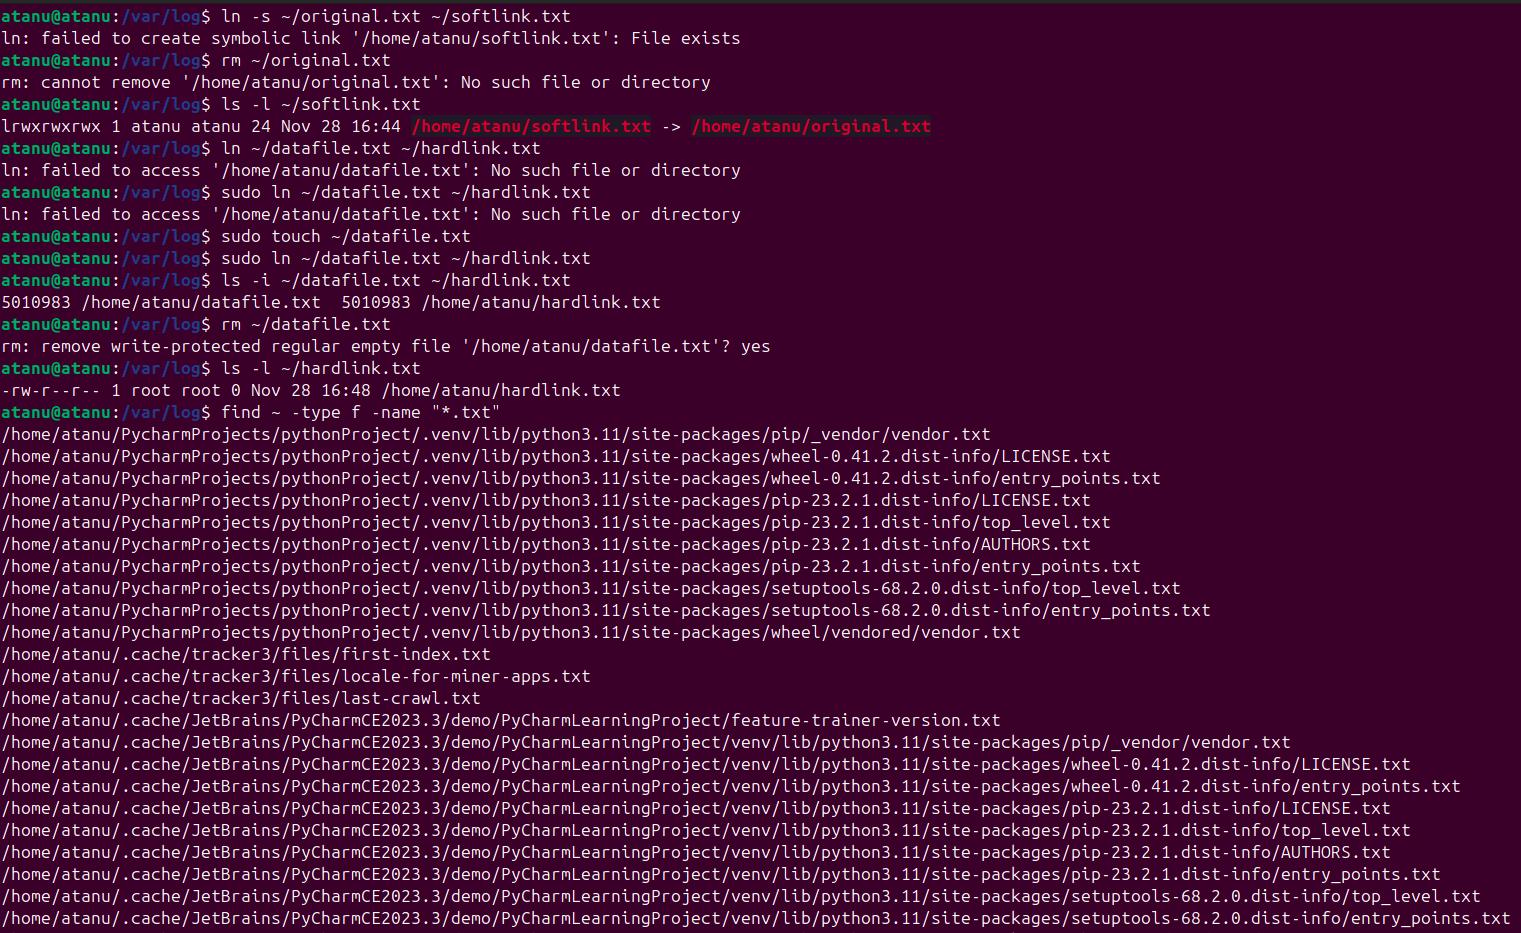 atanu@atanu:/var/log$ ln -s ~/original.txt ~/softlink.txt
ln: failed to create symbolic link '/home/atanu/softlink.txt': File exists
atanu@atanu:/var/log$ rm ~/original.txt
rm: cannot remove '/home/atanu/original.txt': No such file or directory
atanu@atanu:/var/log$ ls -l ~/softlink.txt
lrwxrwxrwx 1 atanu atanu 24 Nov 28 16:44 /home/atanu/softlink.txt -> /home/atanu/original.txt
atanu@atanu:/var/log$ ln ~/datafile.txt ~/hardlink.txt
ln: failed to access '/home/atanu/datafile.txt': No such file or directory
atanu@atanu:/var/log$ sudo ln ~/datafile.txt ~/hardlink.txt
ln: failed to access '/home/atanu/datafile.txt': No such file or directory
atanu@atanu:/var/log$ sudo touch ~/datafile.txt
atanu@atanu:/var/log$ sudo ln ~/datafile.txt ~/hardlink.txt
atanu@atanu:/var/log$ ls -i ~/datafile.txt ~/hardlink.txt
5010983 /home/atanu/datafile.txt  5010983 /home/atanu/hardlink.txt
atanu@atanu:/var/log$ rm ~/datafile.txt
rm: remove write-protected regular empty file '/home/atanu/datafile.txt'? yes
atanu@atanu:/var/log$ ls -l ~/hardlink.txt
-rw-r--r-- 1 root root 0 Nov 28 16:48 /home/atanu/hardlink.txt
atanu@atanu:/var/log$ find ~ -type f -name "*.txt"
/home/atanu/PycharmProjects/pythonProject/.venv/lib/python3.11/site-packages/pip/_vendor/vendor.txt
/home/atanu/PycharmProjects/pythonProject/.venv/lib/python3.11/site-packages/wheel-0.41.2.dist-info/LICENSE.txt
/home/atanu/PycharmProjects/pythonProject/.venv/lib/python3.11/site-packages/wheel-0.41.2.dist-info/entry_points.txt
/home/atanu/PycharmProjects/pythonProject/.venv/lib/python3.11/site-packages/pip-23.2.1.dist-info/LICENSE.txt
/home/atanu/PycharmProjects/pythonProject/.venv/lib/python3.11/site-packages/pip-23.2.1.dist-info/top_level.txt
/home/atanu/PycharmProjects/pythonProject/.venv/lib/python3.11/site-packages/pip-23.2.1.dist-info/AUTHORS.txt
/home/atanu/PycharmProjects/pythonProject/.venv/lib/python3.11/site-packages/pip-23.2.1.dist-info/entry_points.txt
/home/atanu/PycharmProjects/pythonProject/.venv/lib/python3.11/site-packages/setuptools-68.2.0.dist-info/top_level.txt
/home/atanu/PycharmProjects/pythonProject/.venv/lib/python3.11/site-packages/setuptools-68.2.0.dist-info/entry_points.txt
/home/atanu/PycharmProjects/pythonProject/.venv/lib/python3.11/site-packages/wheel/vendored/vendor.txt
/home/atanu/.cache/tracker3/files/first-index.txt
/home/atanu/.cache/tracker3/files/locale-for-miner-apps.txt
/home/atanu/.cache/tracker3/files/last-crawl.txt
/home/atanu/.cache/JetBrains/PyCharmCE2023.3/demo/PyCharmLearningProject/feature-trainer-version.txt
/home/atanu/.cache/JetBrains/PyCharmCE2023.3/demo/PyCharmLearningProject/venv/lib/python3.11/site-packages/pip/_vendor/vendor.txt
/home/atanu/.cache/JetBrains/PyCharmCE2023.3/demo/PyCharmLearningProject/venv/lib/python3.11/site-packages/wheel-0.41.2.dist-info/LICENSE.txt
/home/atanu/.cache/JetBrains/PyCharmCE2023.3/demo/PyCharmLearningProject/venv/lib/python3.11/site-packages/wheel-0.41.2.dist-info/entry_points.txt
/home/atanu/.cache/JetBrains/PyCharmCE2023.3/demo/PyCharmLearningProject/venv/lib/python3.11/site-packages/pip-23.2.1.dist-info/LICENSE.txt
/home/atanu/.cache/JetBrains/PyCharmCE2023.3/demo/PyCharmLearningProject/venv/lib/python3.11/site-packages/pip-23.2.1.dist-info/top_level.txt
/home/atanu/.cache/JetBrains/PyCharmCE2023.3/demo/PyCharmLearningProject/venv/lib/python3.11/site-packages/pip-23.2.1.dist-info/AUTHORS.txt
/home/atanu/.cache/JetBrains/PyCharmCE2023.3/demo/PyCharmLearningProject/venv/lib/python3.11/site-packages/pip-23.2.1.dist-info/entry_points.txt
/home/atanu/.cache/JetBrains/PyCharmCE2023.3/demo/PyCharmLearningProject/venv/lib/python3.11/site-packages/setuptools-68.2.0.dist-info/top_level.txt
/home/atanu/.cache/JetBrains/PyCharmCE2023.3/demo/PyCharmLearningProject/venv/lib/python3.11/site-packages/setuptools-68.2.0.dist-info/entry_points.txt